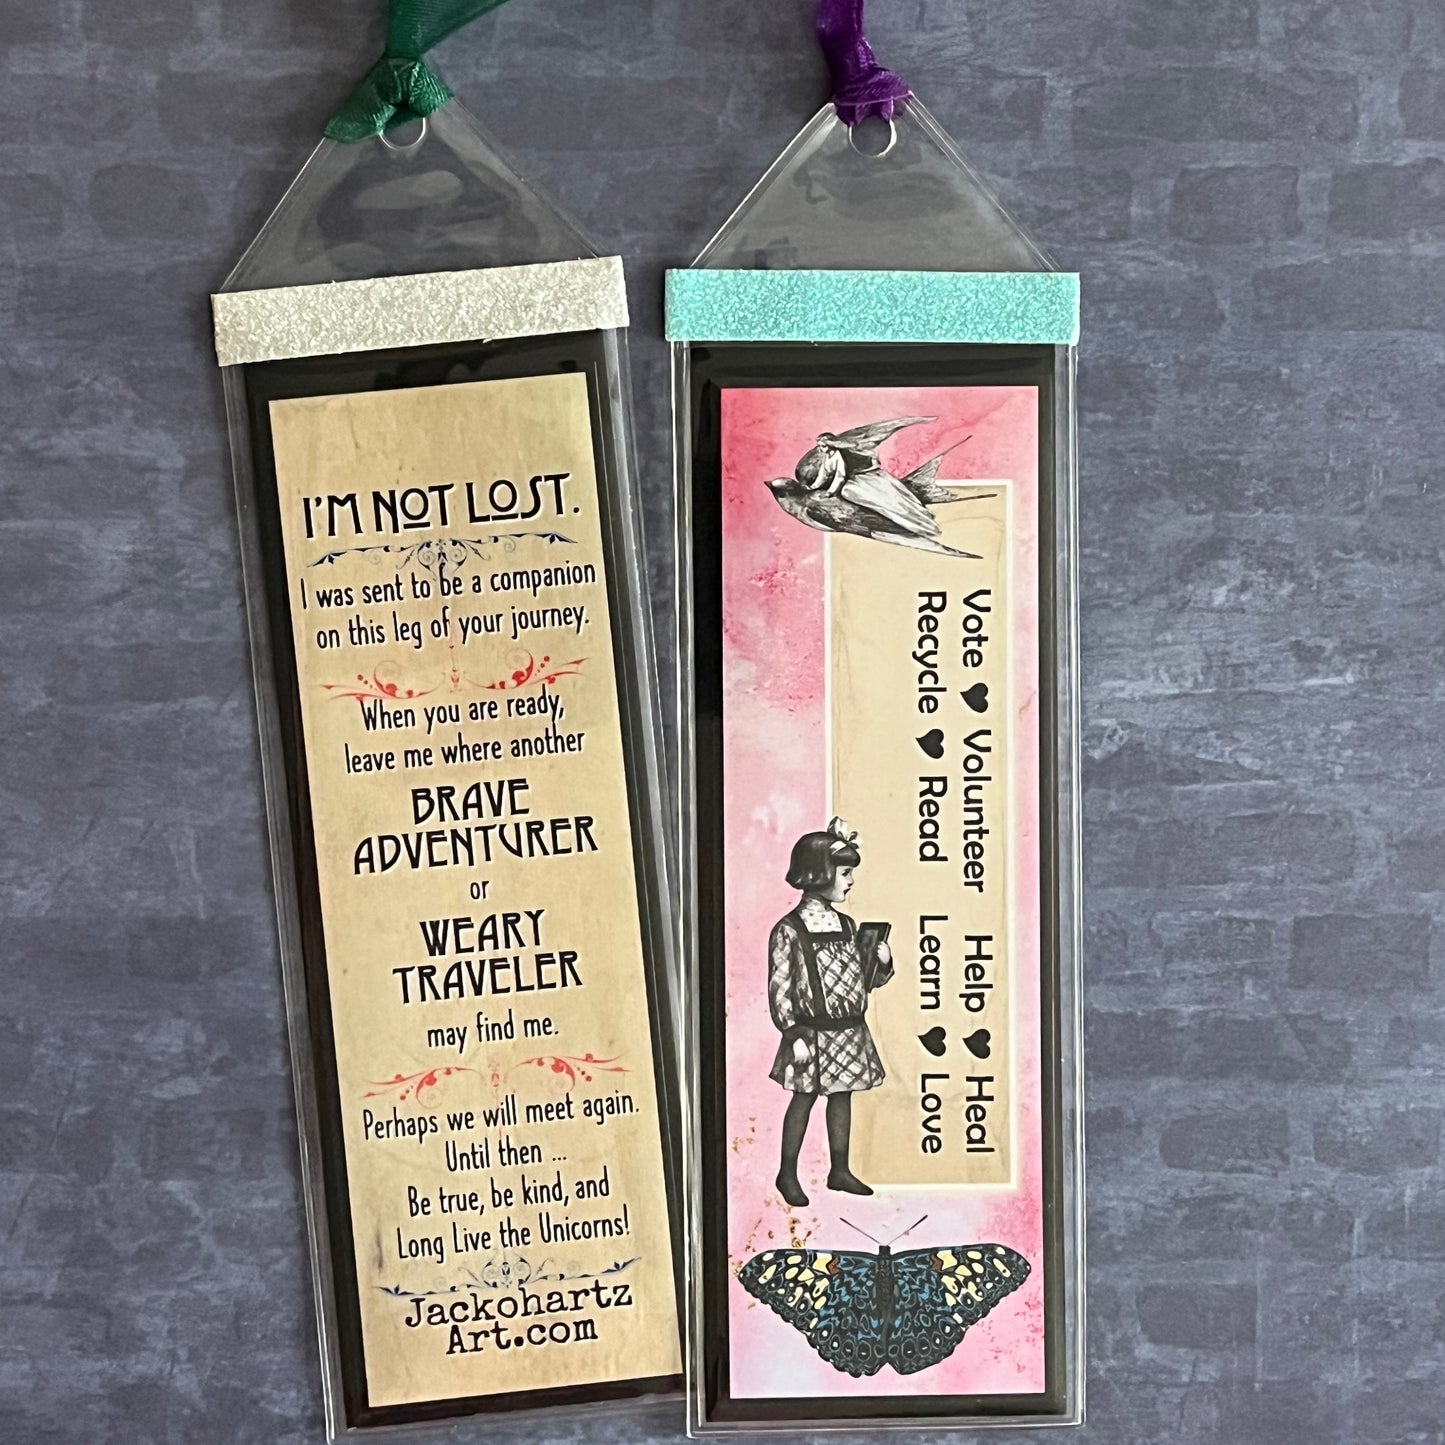 I'M NOT LOST.
I was sent to be a companion
on this leg of your journey.
When you are ready,
leave me where another
BRAVE
ADVENTURER
or
WEARY
TRAVELER
may find me.
Perhaps we will meet again.
Until then ...
Be true, be kind, and
Long Live the Unicorns!
Jackohartz
Art.com
Vote ♥ Volunteer Help ♥ Heal
Recycle ♥ Read Learn ♥ Love